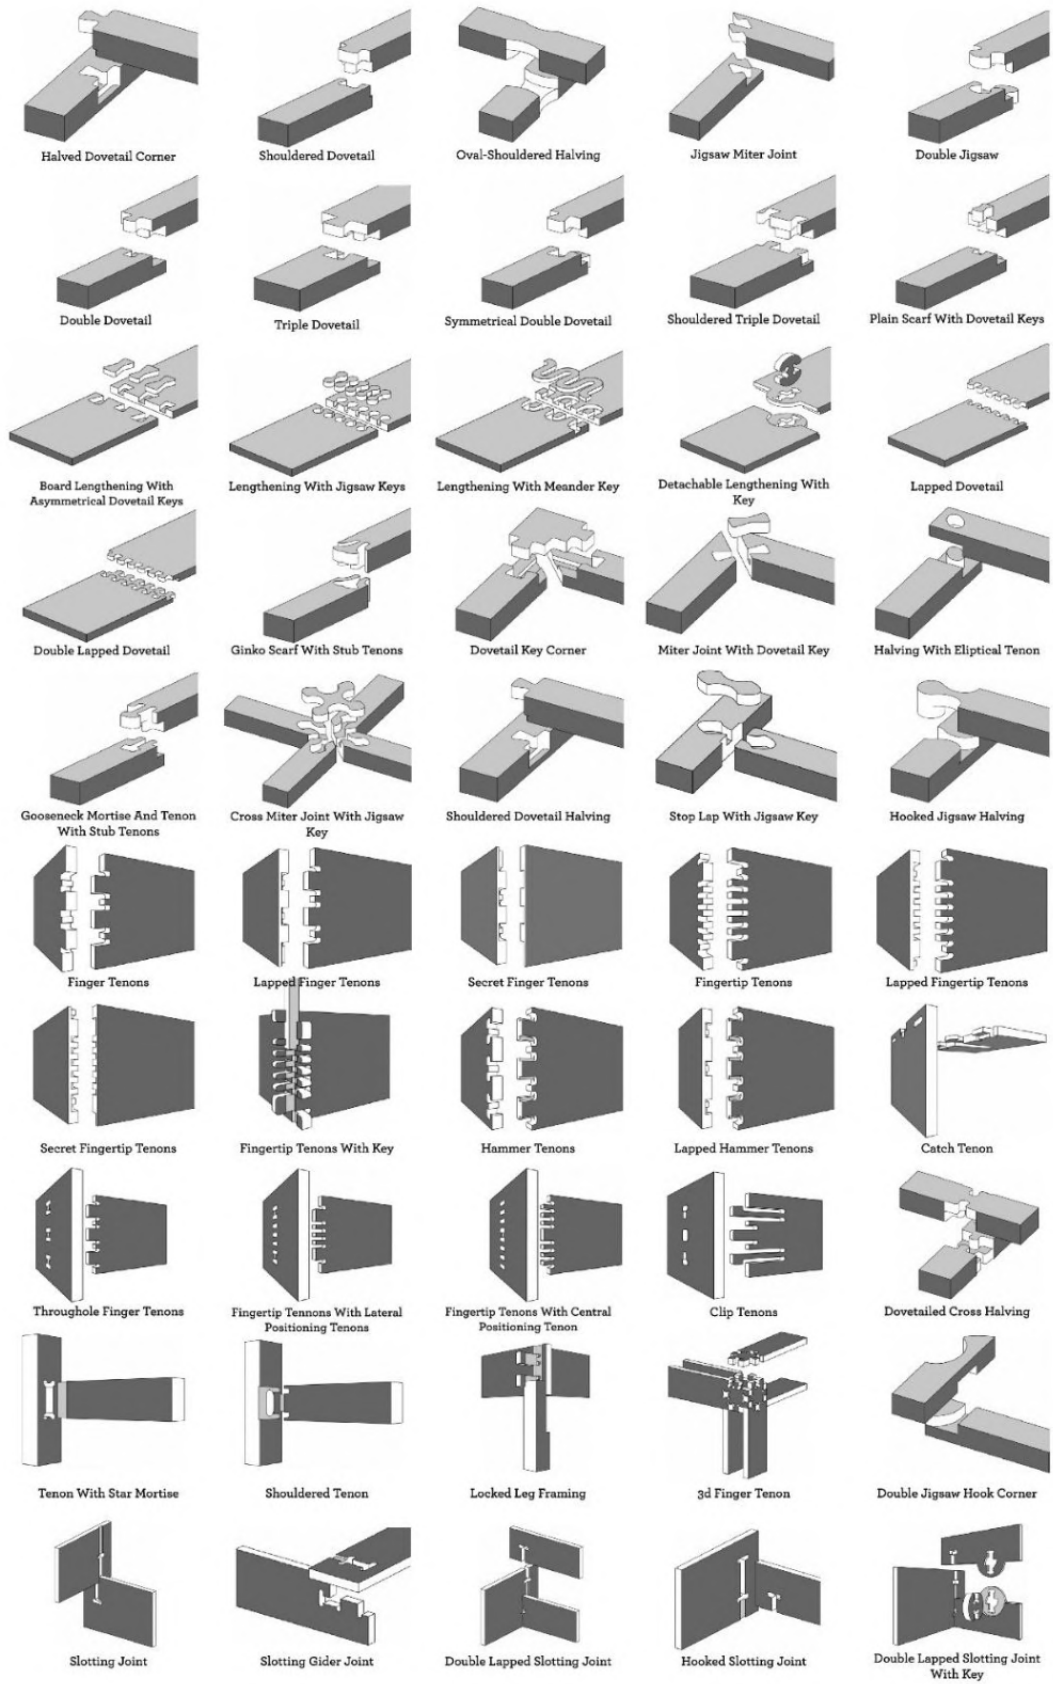 Halved Dovetail Corner
Shouldered Dovetail
Oval-Shouldered Halving
Jigsaw Miter Joint
Double Jigsaw
Double Dovetail
Triple Dovetail
Symmetrical Double Dovetail
Shouldered Triple Dovetail
Plain Scarf With Dovetail Keys
Board Lengthening With
Asymmetrical Dovetail Keys
Lengthening With Jigsaw Keys
Lengthening With Meander Key
Detachable Lengthening With
Key
Lapped Dovetail
Double Lapped Dovetail
Ginko Scarf With Stub Tenons
Dovetail Key Corner
Miter Joint With Dovetail Key
Halving With Eliptical Tenon
Gooseneck Mortise And Tenon
With Stub Tenons
Cross Miter Joint With Jigsaw
Key
Shouldered Dovetail Halving
Stop Lap With Jigsaw Key
Hooked Jigsaw Halving
Finger Tenons
Lapped Finger Tenons
Secret Finger Tenons
Fingertip Tenons
Lapped Fingertip Tenons
Secret Fingertip Tenons
Fingertip Tenons With Key
Hammer Tenons
Lapped Hammer Tenons
Catch Tenon
Throughole Finger Tenons
Fingertip Tennons With Lateral
Positioning Tenons
Fingertip Tenons With Central
Positioning Tenon
Clip Tenons
Dovetailed Cross Halving
Tenon With Star Mortise
Shouldered Tenon
Locked Leg Framing
3d Finger Tenon
Double Jigsaw Hook Corner
Slotting Joint
Slotting Gider Joint
Double Lapped Slotting Joint
Hooked Slotting Joint
Double Lapped Slotting Joint
With Key